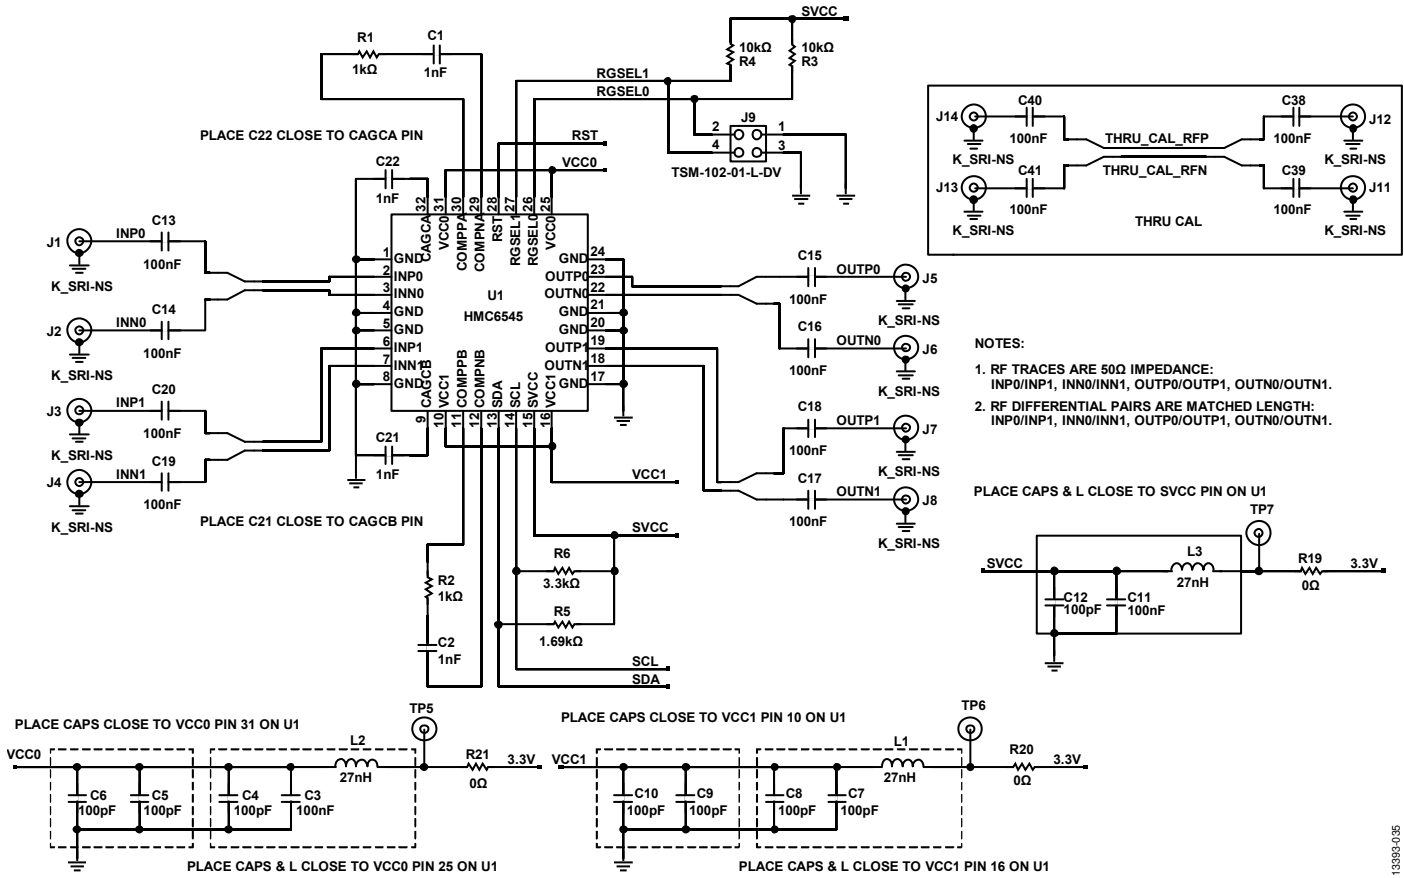 SVCC
R1
1kΩ
C1
1nF
10kΩ
R4
10kΩ
R3
RGSEL1
RGSEL0
J9
2
1
4
3
TSM-102-01-L-DV
PLACE C22 CLOSE TO CAGCA PIN
RST
VCC0
C22
1nF
32
31
30
29
28
27
26
25
CAGCA
VCC0
COMPPA
COMPNA
RST
RGSEL1
RGSEL0
VCC0
J14
C40
100nF
K_SRI-NS
THRU_CAL_RFP
C38
100nF
J12
K_SRI-NS
J13
C41
100nF
K_SRI-NS
THRU_CAL_RFN
C39
100nF
J11
K_SRI-NS
THRU CAL
J1
INP0
C13
100nF
K_SRI-NS
J2
INN0
C14
100nF
K_SRI-NS
J3
INP1
C20
100nF
K_SRI-NS
J4
INN1
C19
100nF
K_SRI-NS
1
GND
2
INP0
3
INN0
4
GND
5
GND
6
INP1
7
INN1
8
GND
U1
HMC6545
GND
24
OUTP0
23
OUTN0
22
GND
21
GND
20
OUTP1
19
OUTN1
18
GND
17
CAGCB
VCC1
COMPPB
COMPNB
SDA
SCL
SVCC
VCC1
9
10
11
12
13
14
15
16
C15
100nF
OUTP0
J5
K_SRI-NS
C16
100nF
OUTN0
J6
K_SRI-NS
C18
100nF
OUTP1
J7
K_SRI-NS
C17
100nF
OUTN1
J8
K_SRI-NS
NOTES:
1. RF TRACES ARE 50Ω IMPEDANCE:
INP0/INP1, INN0/INN1, OUTP0/OUTP1, OUTN0/OUTN1.
2. RF DIFFERENTIAL PAIRS ARE MATCHED LENGTH:
INP0/INP1, INN0/INN1, OUTP0/OUTP1, OUTN0/OUTN1.
C21
1nF
PLACE C21 CLOSE TO CAGCB PIN
VCC1
SVCC
R6
3.3kΩ
R5
1.69kΩ
R2
1kΩ
C2
1nF
SCL
SDA
PLACE CAPS & L CLOSE TO SVCC PIN ON U1
TP7
SVCC
L3
27nH
R19
0Ω
3.3V
C12
100pF
C11
100nF
PLACE CAPS CLOSE TO VCC0 PIN 31 ON U1
TP5
VCC0
L2
27nH
R21
0Ω
3.3V
C6
100pF
C5
100pF
C4
100pF
C3
100nF
PLACE CAPS & L CLOSE TO VCC0 PIN 25 ON U1
PLACE CAPS CLOSE TO VCC1 PIN 10 ON U1
TP6
VCC1
L1
27nH
R20
0Ω
3.3V
C10
100pF
C9
100pF
C8
100pF
C7
100pF
PLACE CAPS & L CLOSE TO VCC1 PIN 16 ON U1
13393-035